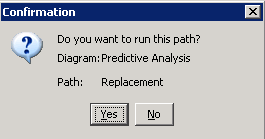 Confirmation
Do you want to run this path?
Diagram: Predictive Analysis
Path: Replacement
Yes No